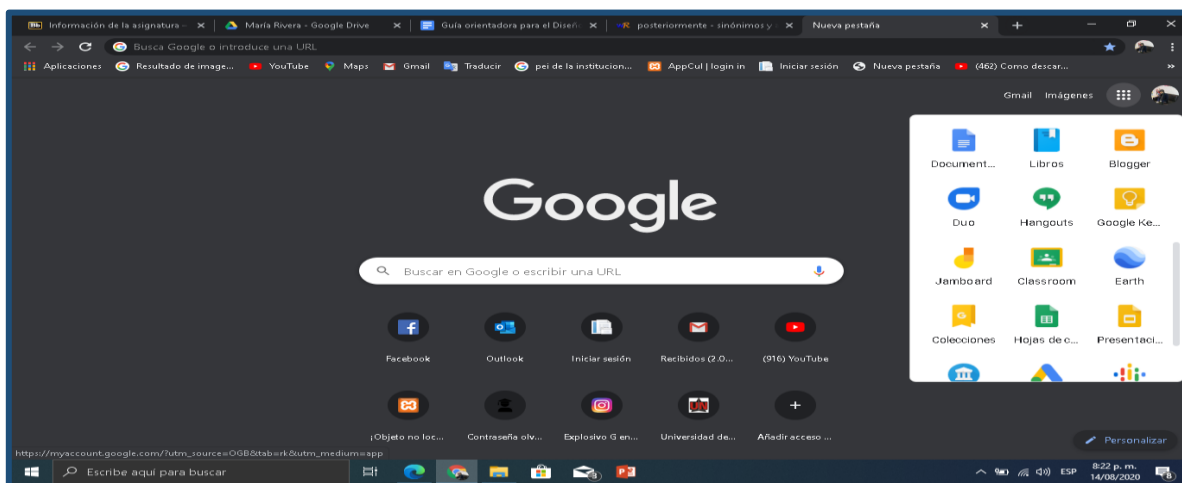 Información de la asignatura –
María Rivera - Google Drive
Guía orientadora para el Diseñ
posteriormente - sinónimos y
Nueva pestaña
Busca Google o introduce una URL
Aplicaciones
Resultado de image...
YouTube
Maps
Gmail
Traducir
pei de la institucion...
AppCul | login in
Iniciar sesión
Nueva pestaña
(462) Como descar...
Gmail Imágenes
Document... Libros Blogger
Duo Hangouts Google Ke...
Jamboard Classroom Earth
Colecciones Hojas de c... Presentaci...
Google
Buscar en Google o escribir una URL
Facebook Outlook Iniciar sesión Recibidos (2.0... (916) YouTube
¡Objeto no loc... Contraseña olv... Explosivo G en... Universidad de... Añadir acceso ...
Personalizar
https://myaccount.google.com/?utm_source=OGB&tab=rk&utm_medium=app
Escribe aquí para buscar
ESP
8:22 p. m.
14/08/2020